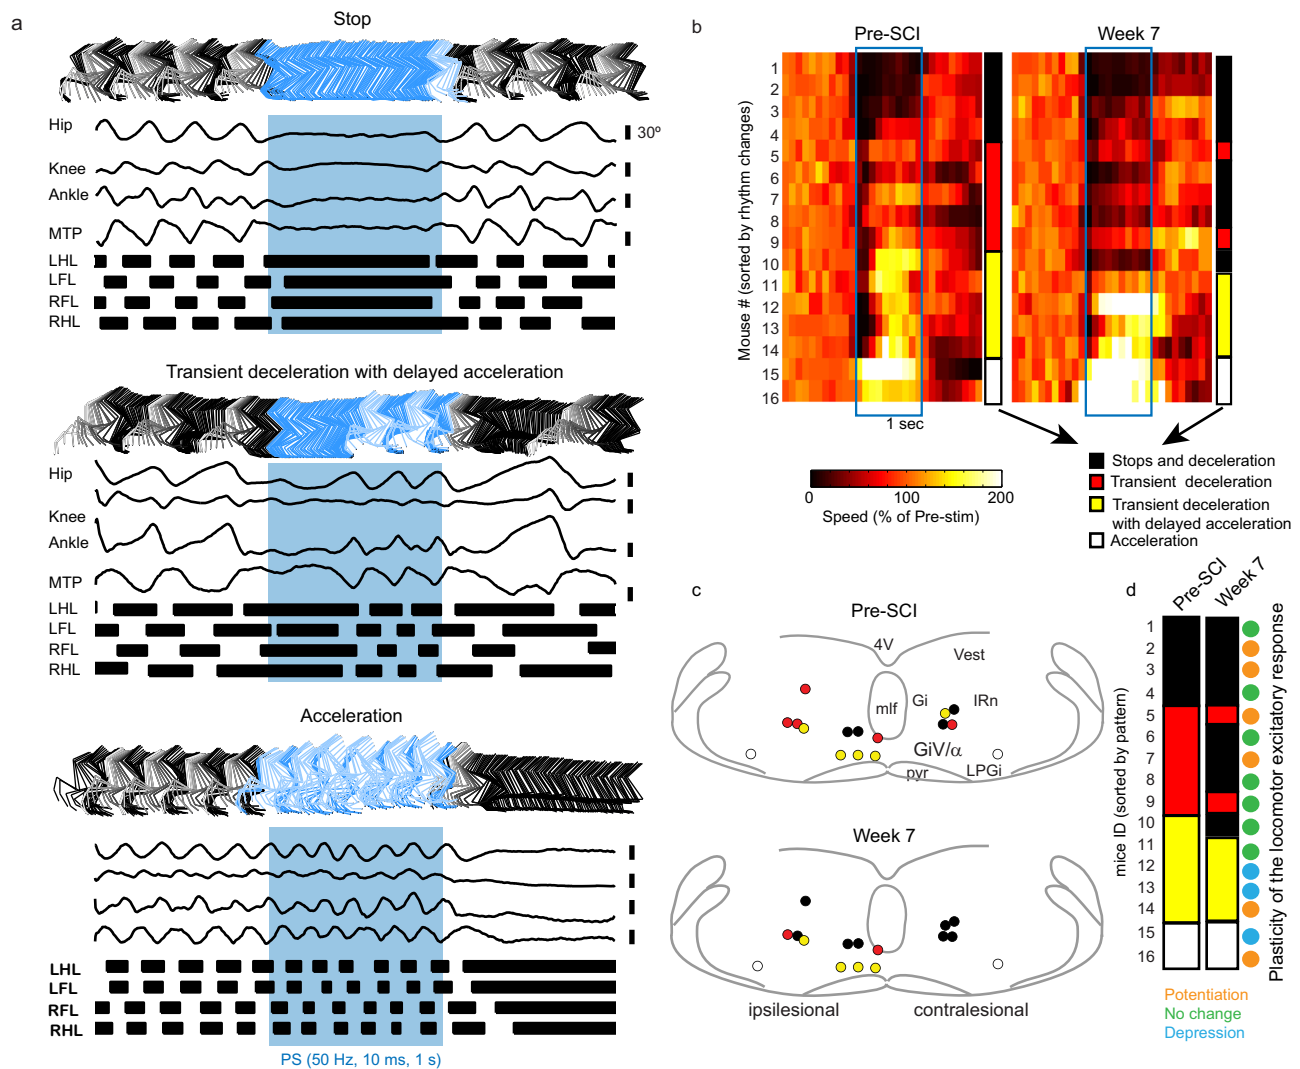 a
Stop
Hip
30º
Knee
Ankle
MTP
LHL
LFL
RFL
RHL
Transient deceleration with delayed acceleration
Hip
Knee
Ankle
MTP
LHL
LFL
RFL
RHL
Acceleration
LHL
LFL
RFL
RHL
PS (50 Hz, 10 ms, 1 s)
b
Pre-SCI
Week 7
Mouse # (sorted by rhythm changes)
1
2
3
4
5
6
7
8
9
10
11
12
13
14
15
16
1 sec
0
100
200
Speed (% of Pre-stim)
Stops and deceleration
Transient deceleration
Transient deceleration
with delayed acceleration
Acceleration
c
Pre-SCI
4V
Vest
mlf
Gi
IRn
GiV/α
pyr
LPGi
Week 7
ipsilesional
contralesional
d
Pre-SCI
Week 7
mice ID (sorted by pattern)
1
2
3
4
5
6
7
8
9
10
11
12
13
14
15
16
Plasticity of the locomotor excitatory response
Potentiation
No change
Depression